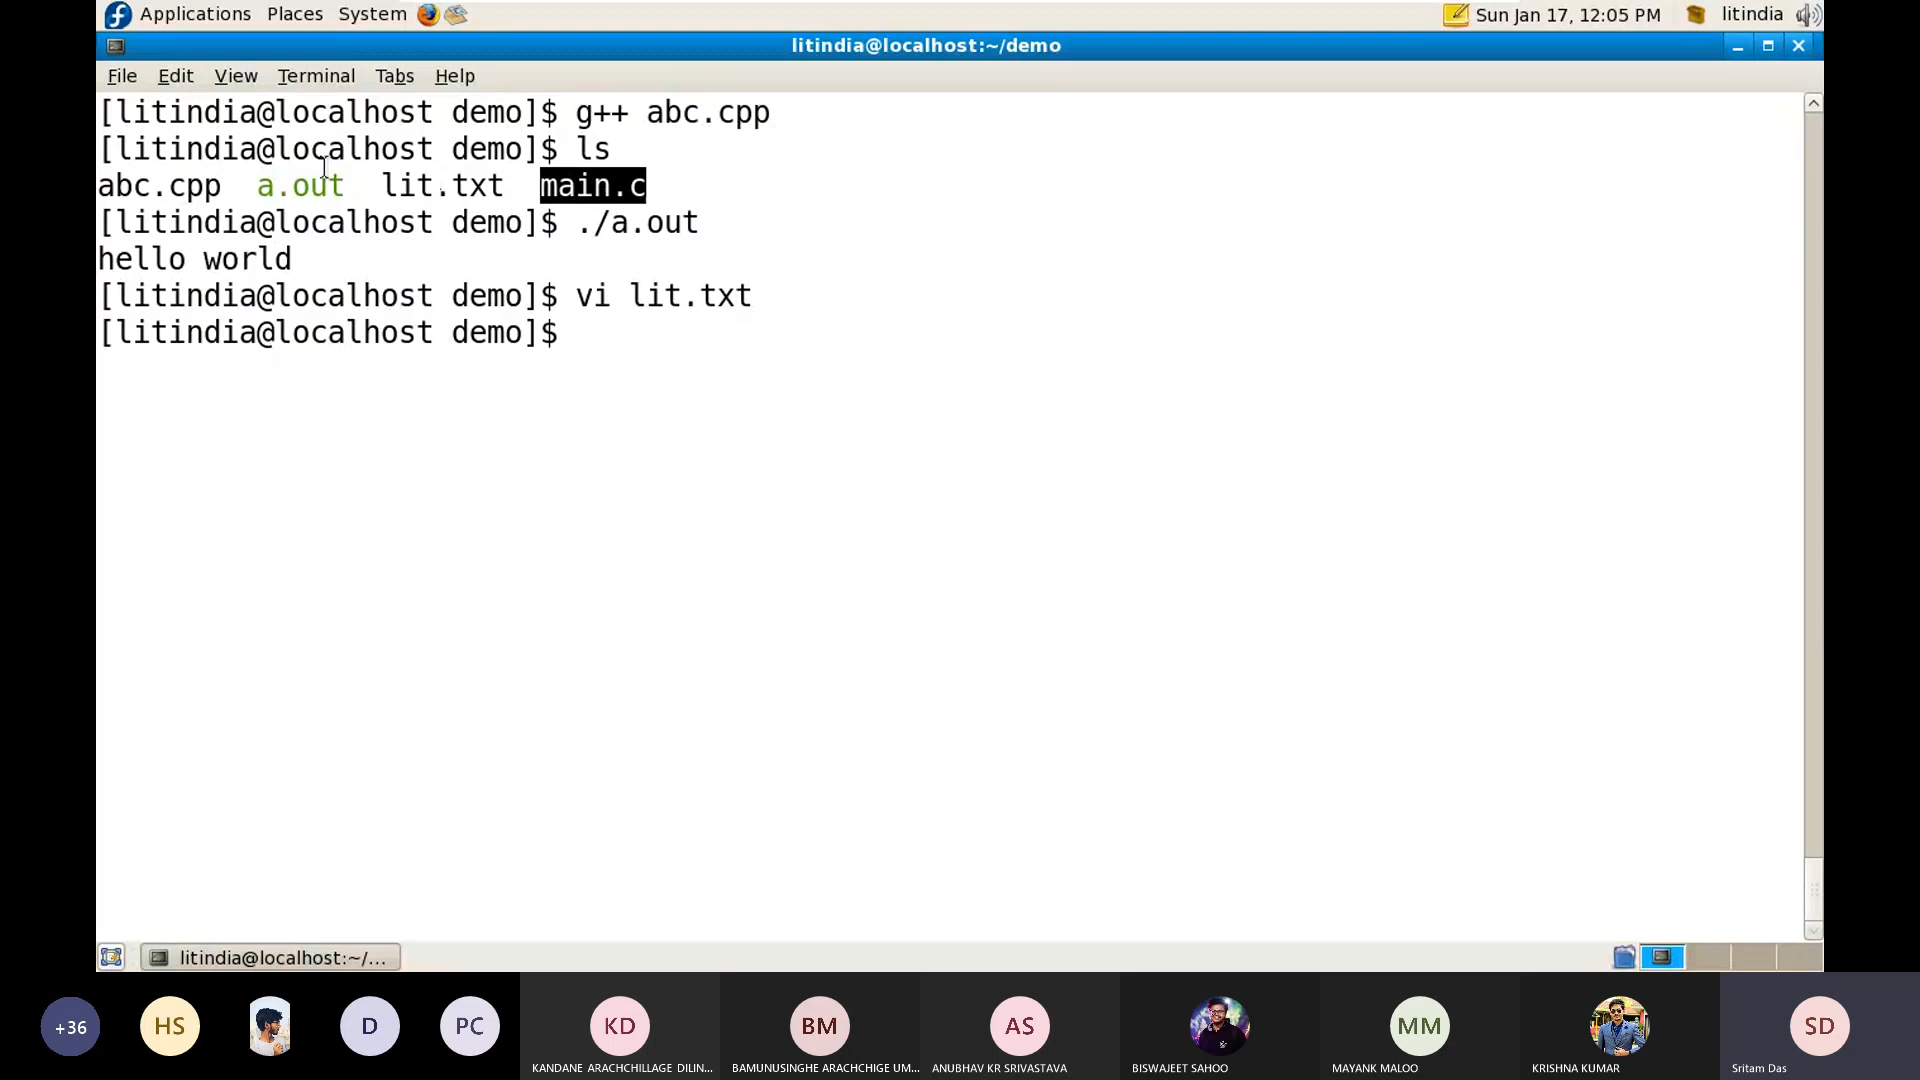 Applications Places System Sun Jan 17, 12:05 PM litindia
litindia@localhost:~/demo
File Edit View Terminal Tabs Help
[litindia@localhost demo]$ g++ abc.cpp
[litindia@localhost demo]$ ls
abc.cpp a.out lit.txt main.c
[litindia@localhost demo]$ ./a.out
hello world
[litindia@localhost demo]$ vi lit.txt
[litindia@localhost demo]$
litindia@localhost:~/...
+36 HS D PC KD BM AS MM SD
KANDANE ARACHCHILLAGE DILIN... BAMUNUSINGHE ARACHCHIGE UM... ANUBHAV KR SRIVASTAVA BISWAJEET SAHOO MAYANK MALOO KRISHNA KUMAR Sritam Das